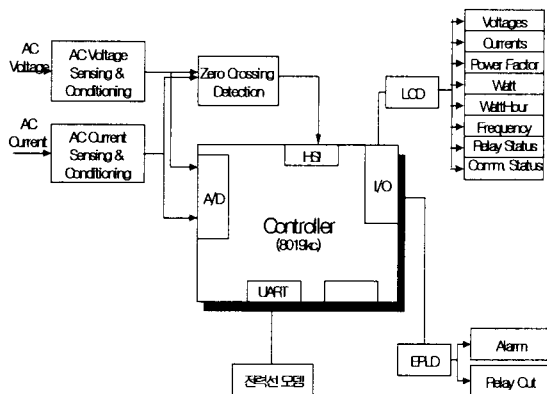 AC
Voltage
AC Voltage
Sensing &
Conditioning
Zero Crossing
Detection
LCD
Voltages
Currents
Power Factor
Watt
WattHour
Frequency
Relay Status
Comm. Status
AC
Current
AC Current
Sensing &
Conditioning
HSI
A/D
I/O
Controller
(8019kc)
UART
전력선 모뎀
EPLD
Alarm
Relay Out